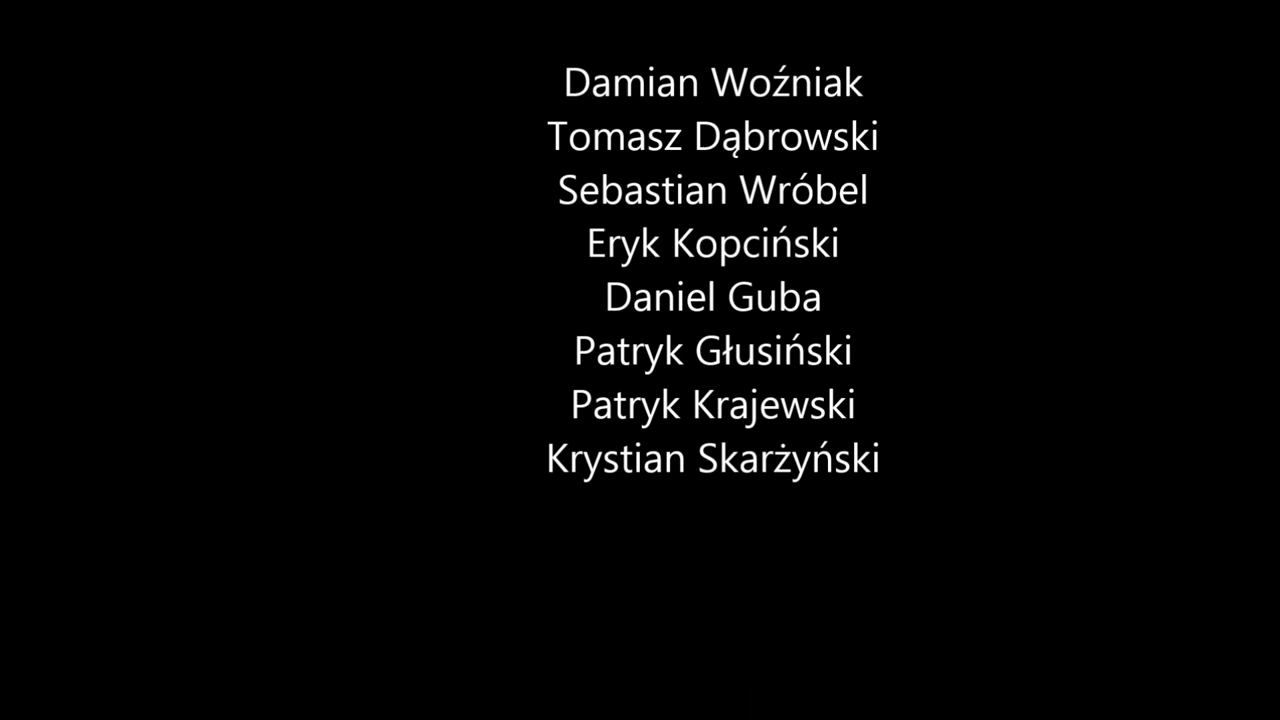 Damian Woźniak
Tomasz Dąbrowski
Sebastian Wróbel
Eryk Kopciński
Daniel Guba
Patryk Głusiński
Patryk Krajewski
Krystian Skarżyński